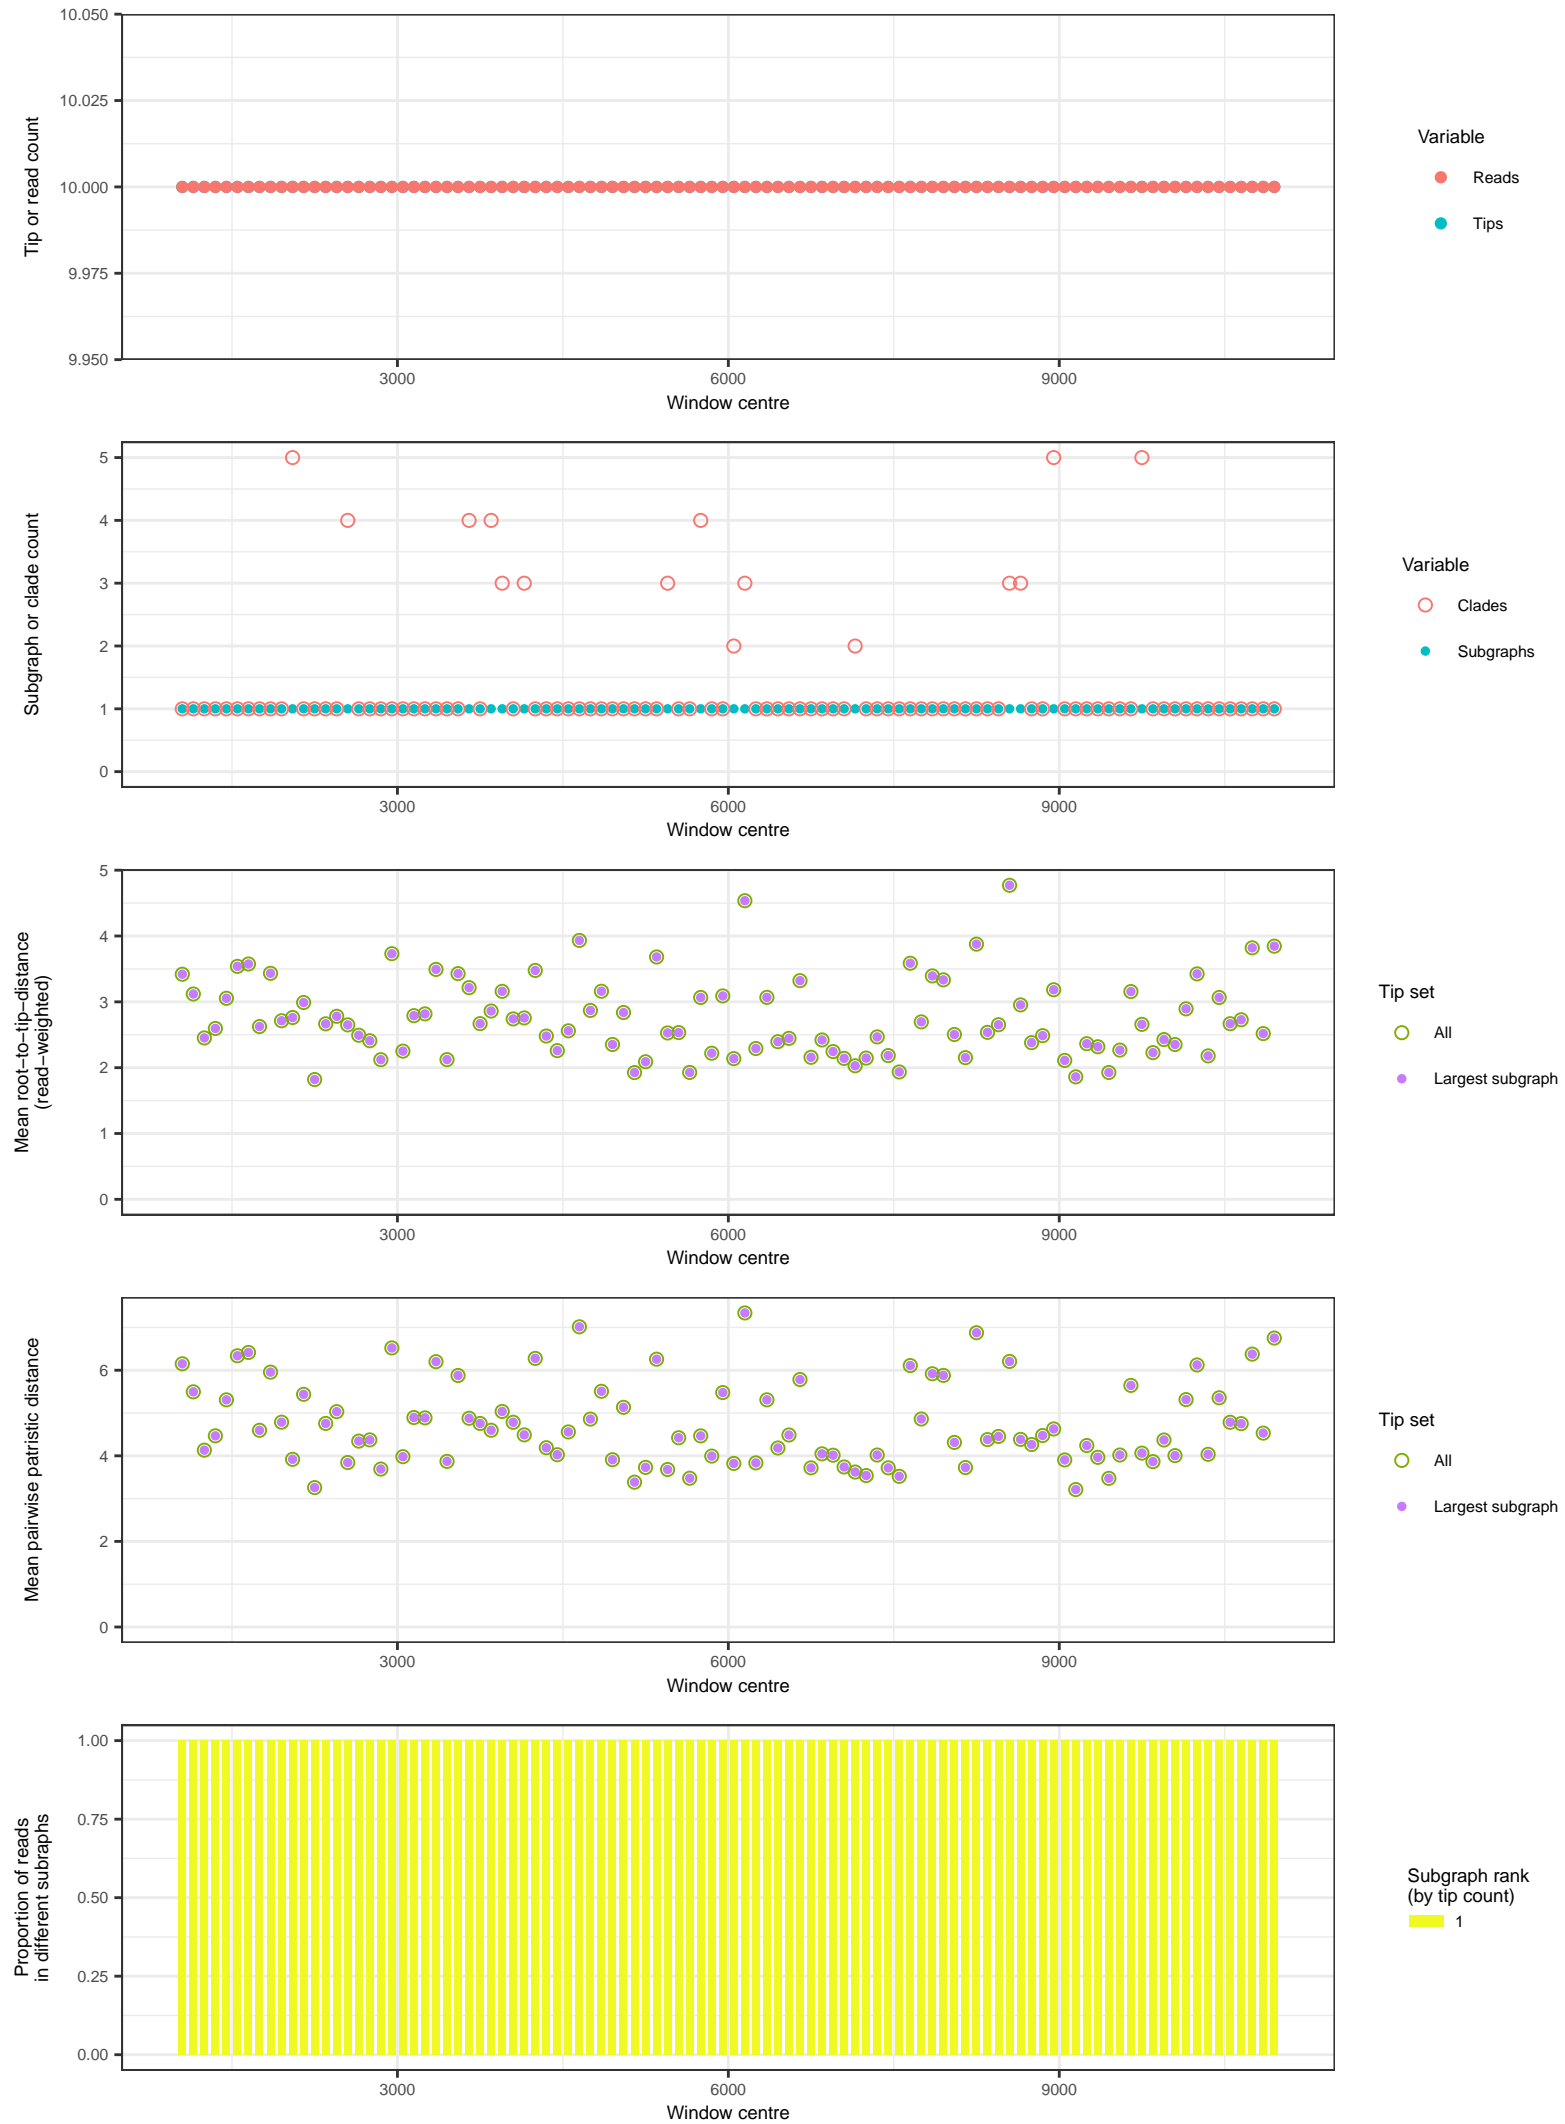 10.050
10.025
10.000
9.975
9.950
Tip or read count
3000
6000
9000
Window centre
Variable
Reads
Tips
5
4
3
2
1
0
Subgraph or clade count
3000
6000
9000
Window centre
Variable
Clades
Subgraphs
5
4
3
2
1
0
Mean root−to−tip−distance
(read−weighted)
3000
6000
9000
Window centre
Tip set
All
Largest subgraph
6
4
2
0
Mean pairwise patristic distance
3000
6000
9000
Window centre
Tip set
All
Largest subgraph
1.00
0.75
0.50
0.25
0.00
Proportion of reads
in different subraphs
3000
6000
9000
Window centre
Subgraph rank
(by tip count)
1